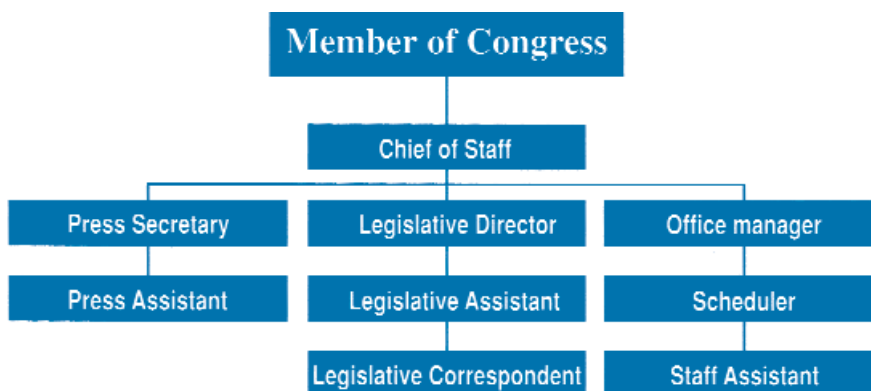 Member of Congress
Chief of Staff
Press Secretary
Legislative Director
Office manager
Press Assistant
Legislative Assistant
Scheduler
Legislative Correspondent
Staff Assistant